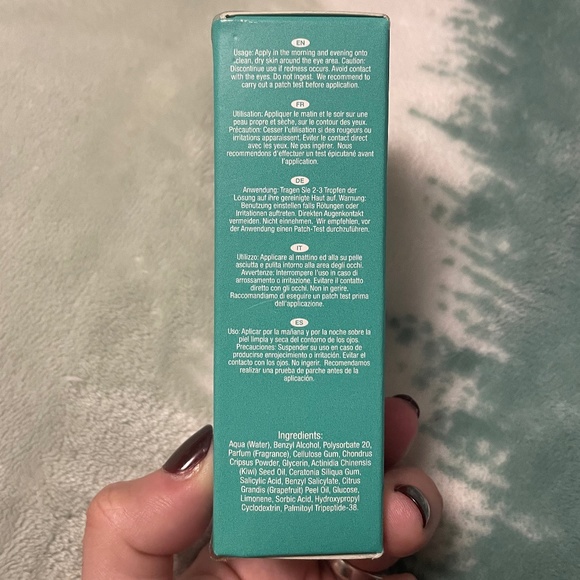 EN
Usage: Apply in the morning and evening onto
clean, dry skin around the eye area. Caution:
Discontinue use if redness occurs. Avoid contact
with the eyes. Do not ingest. We recommend to
carry out a patch test before application.
FR
Utilisation: Appliquer le matin et le soir sur une
peau propre et sèche, sur le contour des yeux.
Précaution: Cesser l'utilisation si des rougeurs ou
irritations apparaissent. Eviter le contact direct
avec les yeux. Ne pas ingérer. Nous
recommendons d'effectuer un test épicutané avant
l'application.
DE
Anwendung: Tragen Sie 2-3 Tropfen der
Lösung auf ihre gereinigte Haut auf. Warnung:
Benutzung einstellen falls Rötungen oder
Irritationen auftreten. Direkten Augenkontakt
vermeiden. Nicht einnehmen. Wir empfehlen, vor
der Anwendung einen Patch-Test durchzuführen.
IT
Utilizzo: Applicare al mattino ed alla su pelle
asciutta e pulita intorno alla area degli occhi.
Avvertenze: Interrompere l'uso in caso di
arrossamento o irritazione. Evitare il contatto
diretto con gli occhi. Non in gerire.
Raccomandiamo di eseguire un patch test prima
dell'applicazione.
ES
Uso: Aplicar por la mañana y por la noche sobre la
piel limpia y seca del contorno de los ojos.
Precauciones: Suspender su uso en caso de
producirse enrojecimiento o irritación. Evitar el
contacto con los ojos. No ingerir. Recomendamos
realizar una prueba de parche antes de la
aplicación.
Ingredients:
Aqua (Water), Benzyl Alcohol, Polysorbate 20,
Parfum (Fragrance), Cellulose Gum, Chondrus
Cripsus Powder, Glycerin, Actinidia Chinensis
(Kiwi) Seed Oil, Ceratonia Siliqua Gum,
Salicylic Acid, Benzyl Salicylate, Citrus
Grandis (Grapefruit) Peel Oil, Glucose,
Limonene, Sorbic Acid, Hydroxypropyl
Cyclodextrin, Palmitoyl Tripeptide-38.